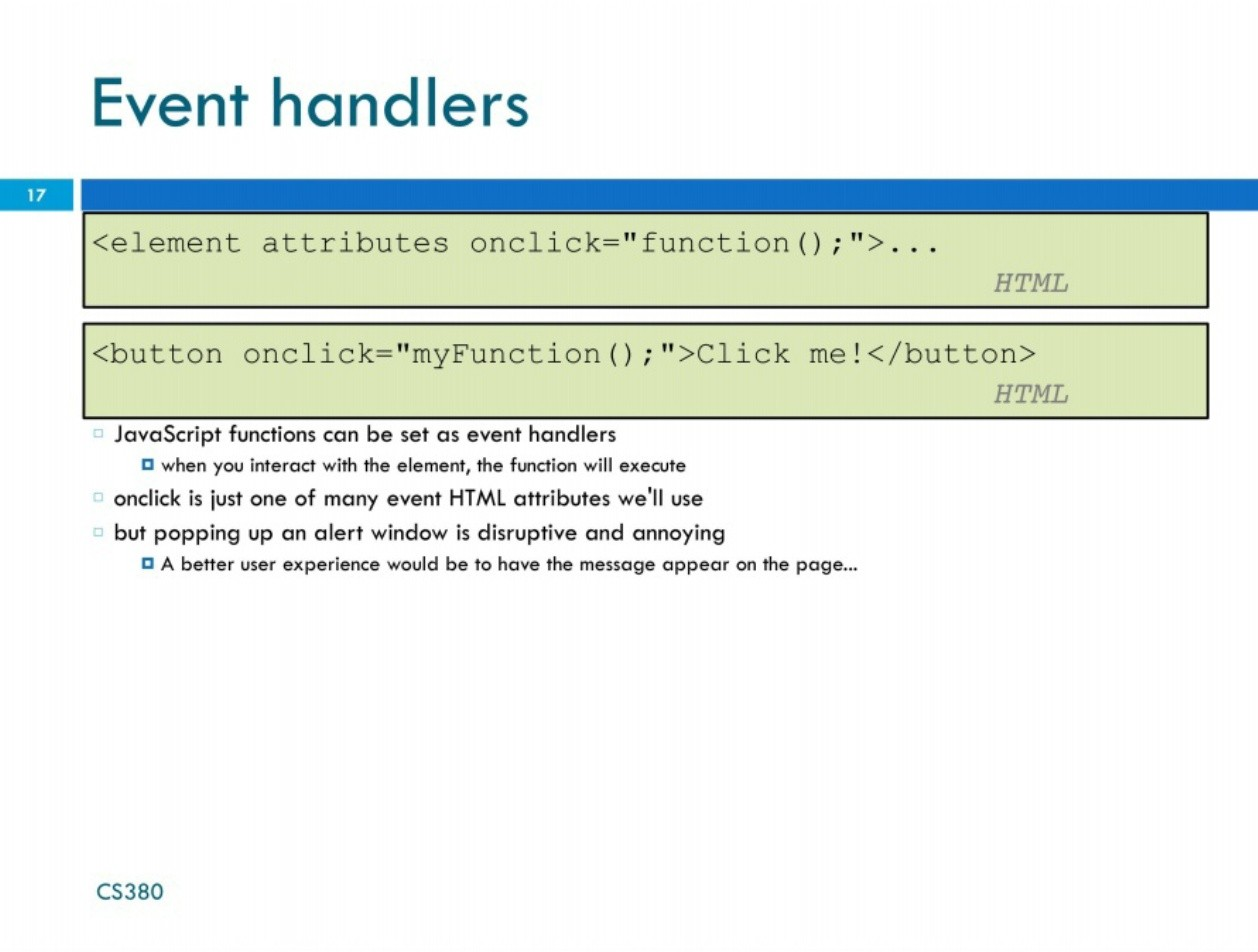 Event handlers
17
<element attributes onclick="function();">...
HTML
<button onclick="myFunction();">Click me!</button>
HTML
JavaScript functions can be set as event handlers
when you interact with the element, the function will execute
onclick is just one of many event HTML attributes we'll use
but popping up an alert window is disruptive and annoying
A better user experience would be to have the message appear on the page...
CS380